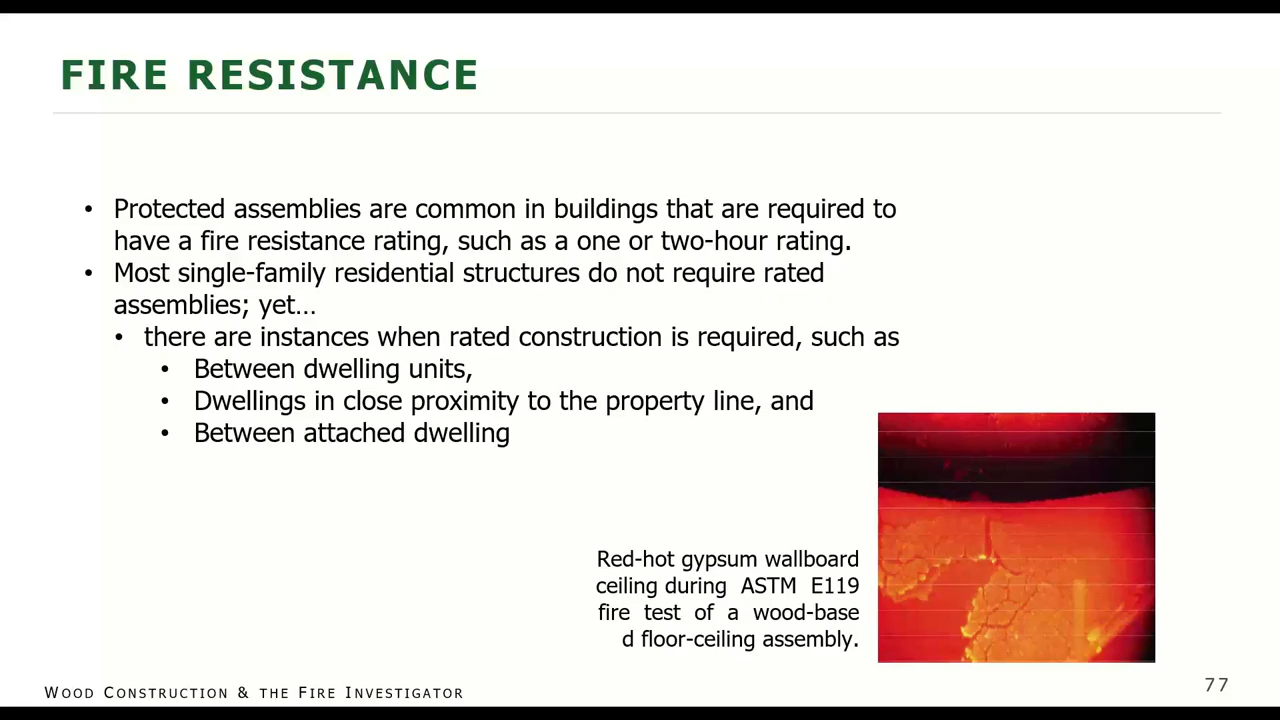 FIRE RESISTANCE
• Protected assemblies are common in buildings that are required to
have a fire resistance rating, such as a one or two-hour rating.
• Most single-family residential structures do not require rated
assemblies; yet…
• there are instances when rated construction is required, such as
• Between dwelling units,
• Dwellings in close proximity to the property line, and
• Between attached dwelling
Red-hot gypsum wallboard
ceiling during ASTM E119
fire test of a wood-base
d floor-ceiling assembly.
WOOD CONSTRUCTION & THE FIRE INVESTIGATOR
77